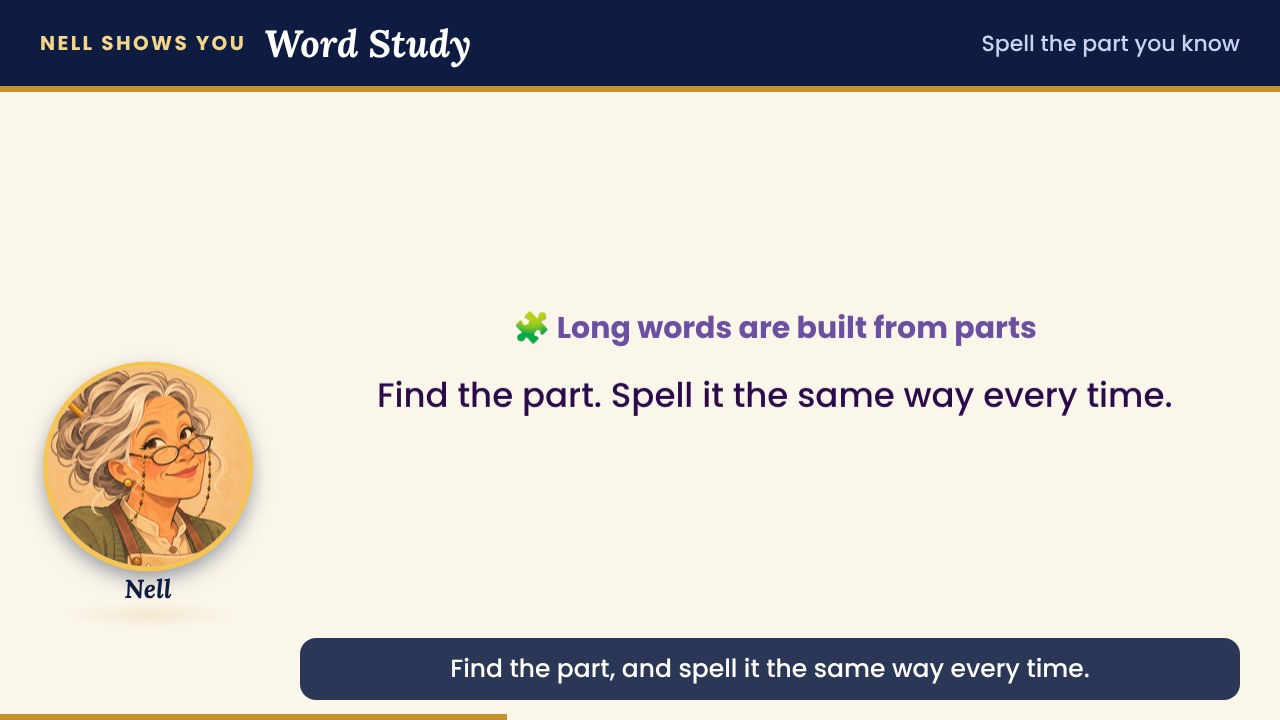 NELL SHOWS YOU Word Study
Spell the part you know
🧩 Long words are built from parts
Find the part. Spell it the same way every time.
Nell
Find the part, and spell it the same way every time.